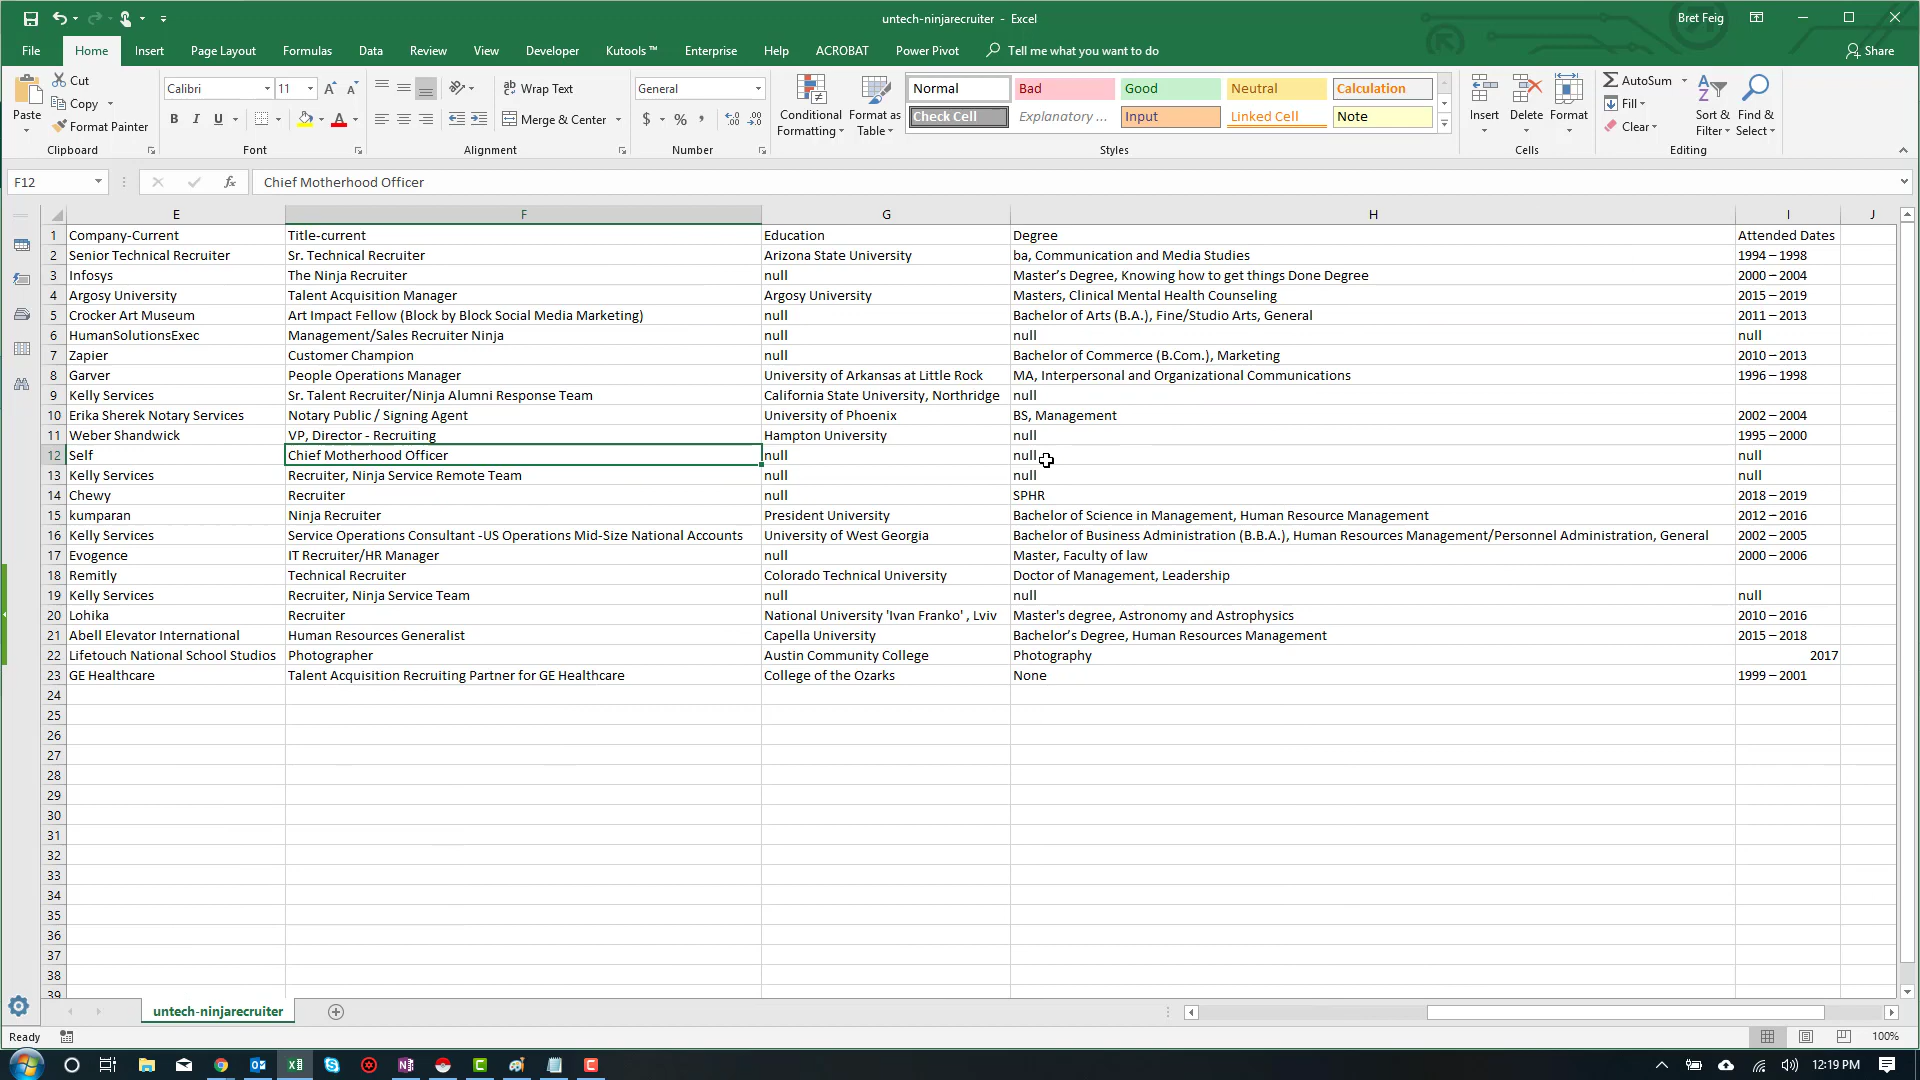 untech-ninjarecruiter - Excel
Bret Feig
File Home Insert Page Layout Formulas Data Review View Developer Kutools ™ Enterprise Help ACROBAT Power Pivot Tell me what you want to do Share
Paste
Cut
Copy
Format Painter
Clipboard
Calibri 11
B I U
Font
Wrap Text
Merge & Center
Alignment
General
$ % ,
Number
Conditional Formatting
Format as Table
Normal Bad Good Neutral Calculation
Check Cell Explanatory ... Input Linked Cell Note
Styles
Insert Delete Format
Cells
AutoSum
Fill
Clear
Sort & Filter
Find & Select
Editing
F12 fx Chief Motherhood Officer
E F G H I J
1 Company-Current Title-current Education Degree Attended Dates
2 Senior Technical Recruiter Sr. Technical Recruiter Arizona State University ba, Communication and Media Studies 1994 – 1998
3 Infosys The Ninja Recruiter null Master’s Degree, Knowing how to get things Done Degree 2000 – 2004
4 Argosy University Talent Acquisition Manager Argosy University Masters, Clinical Mental Health Counseling 2015 – 2019
5 Crocker Art Museum Art Impact Fellow (Block by Block Social Media Marketing) null Bachelor of Arts (B.A.), Fine/Studio Arts, General 2011 – 2013
6 HumanSolutionsExec Management/Sales Recruiter Ninja null null null
7 Zapier Customer Champion null Bachelor of Commerce (B.Com.), Marketing 2010 – 2013
8 Garver People Operations Manager University of Arkansas at Little Rock MA, Interpersonal and Organizational Communications 1996 – 1998
9 Kelly Services Sr. Talent Recruiter/Ninja Alumni Response Team California State University, Northridge null
10 Erika Sherek Notary Services Notary Public / Signing Agent University of Phoenix BS, Management 2002 – 2004
11 Weber Shandwick VP, Director - Recruiting Hampton University null 1995 – 2000
12 Self Chief Motherhood Officer null null null
13 Kelly Services Recruiter, Ninja Service Remote Team null null null
14 Chewy Recruiter null SPHR 2018 – 2019
15 kumparan Ninja Recruiter President University Bachelor of Science in Management, Human Resource Management 2012 – 2016
16 Kelly Services Service Operations Consultant -US Operations Mid-Size National Accounts University of West Georgia Bachelor of Business Administration (B.B.A.), Human Resources Management/Personnel Administration, General 2002 – 2005
17 Evogence IT Recruiter/HR Manager null Master, Faculty of law 2000 – 2006
18 Remitly Technical Recruiter Colorado Technical University Doctor of Management, Leadership
19 Kelly Services Recruiter, Ninja Service Team null null null
20 Lohika Recruiter National University 'Ivan Franko' , Lviv Master's degree, Astronomy and Astrophysics 2010 – 2016
21 Abell Elevator International Human Resources Generalist Capella University Bachelor’s Degree, Human Resources Management 2015 – 2018
22 Lifetouch National School Studios Photographer Austin Community College Photography 2017
23 GE Healthcare Talent Acquisition Recruiting Partner for GE Healthcare College of the Ozarks None 1999 – 2001
24
25
26
27
28
29
30
31
32
33
34
35
36
37
38
39
untech-ninjarecruiter
Ready 100%
12:19 PM